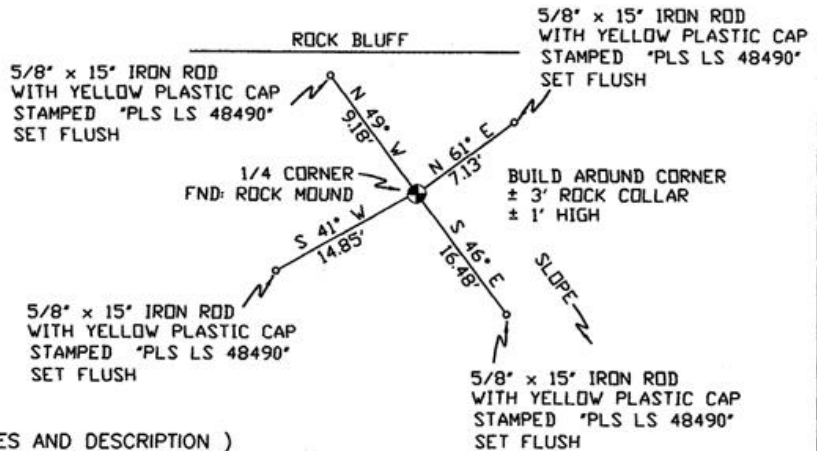 ROCK BLUFF
5/8" x 15" IRON ROD
WITH YELLOW PLASTIC CAP
STAMPED "PLS LS 48490"
SET FLUSH
5/8" x 15" IRON ROD
WITH YELLOW PLASTIC CAP
STAMPED "PLS LS 48490"
SET FLUSH
N 49° W
9.18'
N 61° E
7.13'
1/4 CORNER
FND: ROCK MOUND
BUILD AROUND CORNER
± 3' ROCK COLLAR
± 1' HIGH
S 41° W
14.85'
S 46° E
16.48'
SLOPE
5/8" x 15" IRON ROD
WITH YELLOW PLASTIC CAP
STAMPED "PLS LS 48490"
SET FLUSH
5/8" x 15" IRON ROD
WITH YELLOW PLASTIC CAP
STAMPED "PLS LS 48490"
SET FLUSH
ES AND DESCRIPTION )